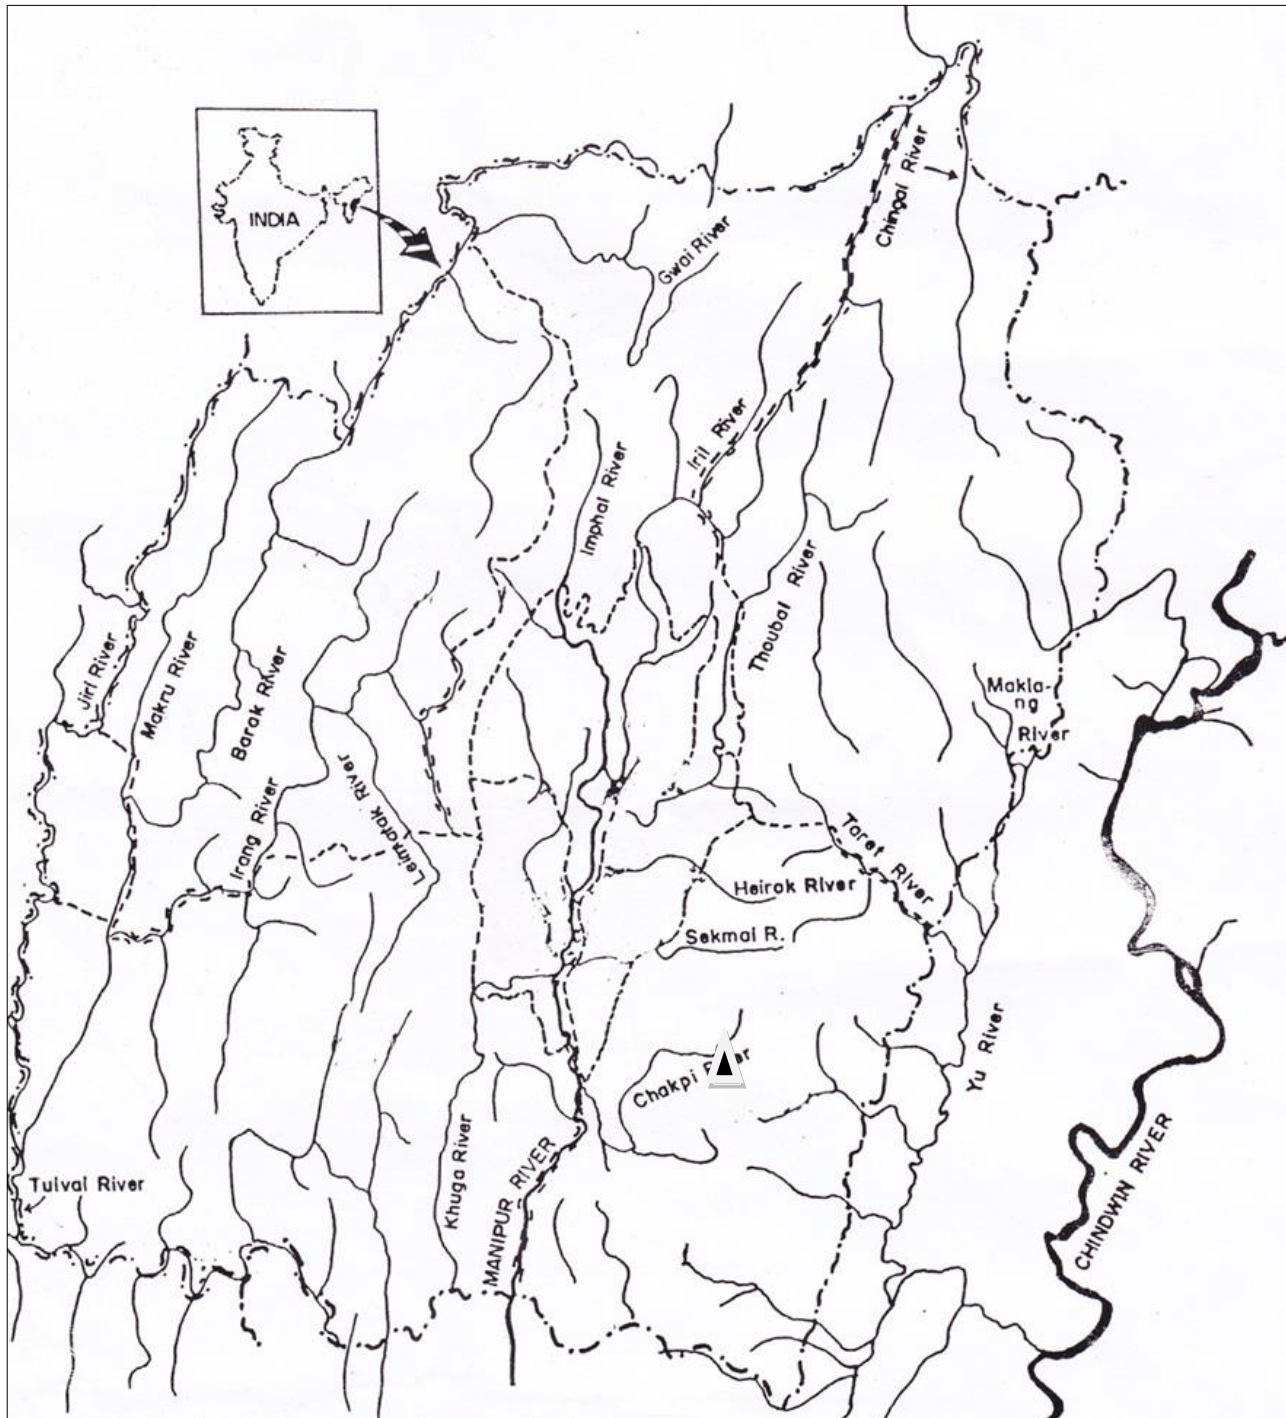 INDIA
Chingai River
Gwai River
Iril River
Imphal River
Thoubal River
Jiri River
Makru River
Barak River
Makla-
ng
River
Irang River
Leimatak River
Taret River
Heirok River
Sekmai R.
Chakpi River
Yu River
Khuga River
MANIPUR RIVER
Tuivai River
CHINDWIN RIVER